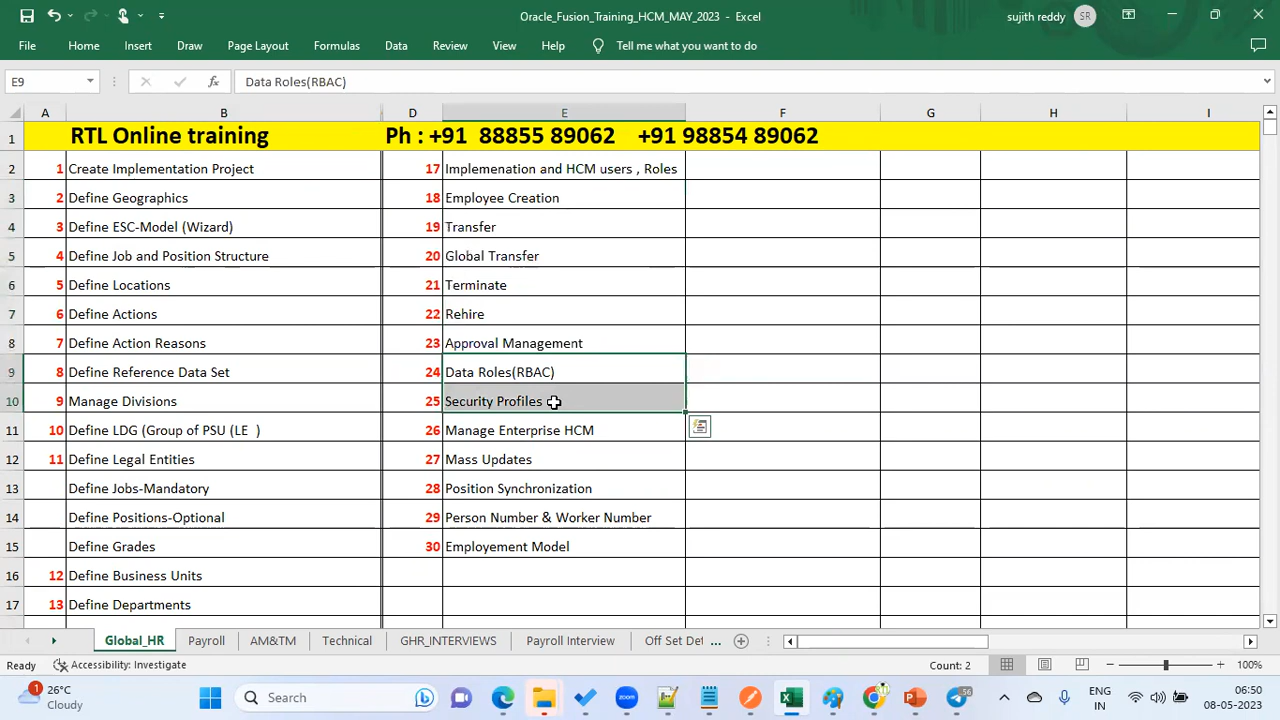 Oracle_Fusion_Training_HCM_MAY_2023 - Excel
sujith reddy SR
File Home Insert Draw Page Layout Formulas Data Review View Help Tell me what you want to do
E9 fx Data Roles(RBAC)
A B D E F G H I
1 RTL Online training Ph : +91 88855 89062 +91 98854 89062
2 1 Create Implementation Project 17 Implemenation and HCM users , Roles
3 2 Define Geographics 18 Employee Creation
4 3 Define ESC-Model (Wizard) 19 Transfer
5 4 Define Job and Position Structure 20 Global Transfer
6 5 Define Locations 21 Terminate
7 6 Define Actions 22 Rehire
8 7 Define Action Reasons 23 Approval Management
9 8 Define Reference Data Set 24 Data Roles(RBAC)
10 9 Manage Divisions 25 Security Profiles
11 10 Define LDG (Group of PSU (LE ) 26 Manage Enterprise HCM
12 11 Define Legal Entities 27 Mass Updates
13 Define Jobs-Mandatory 28 Position Synchronization
14 Define Positions-Optional 29 Person Number & Worker Number
15 Define Grades 30 Employement Model
16 12 Define Business Units
17 13 Define Departments
Global_HR Payroll AM&TM Technical GHR_INTERVIEWS Payroll Interview Off Set Det ...
Ready Accessibility: Investigate Count: 2 100%
1 26°C Cloudy Search 56 ENG IN 06:50 08-05-2023